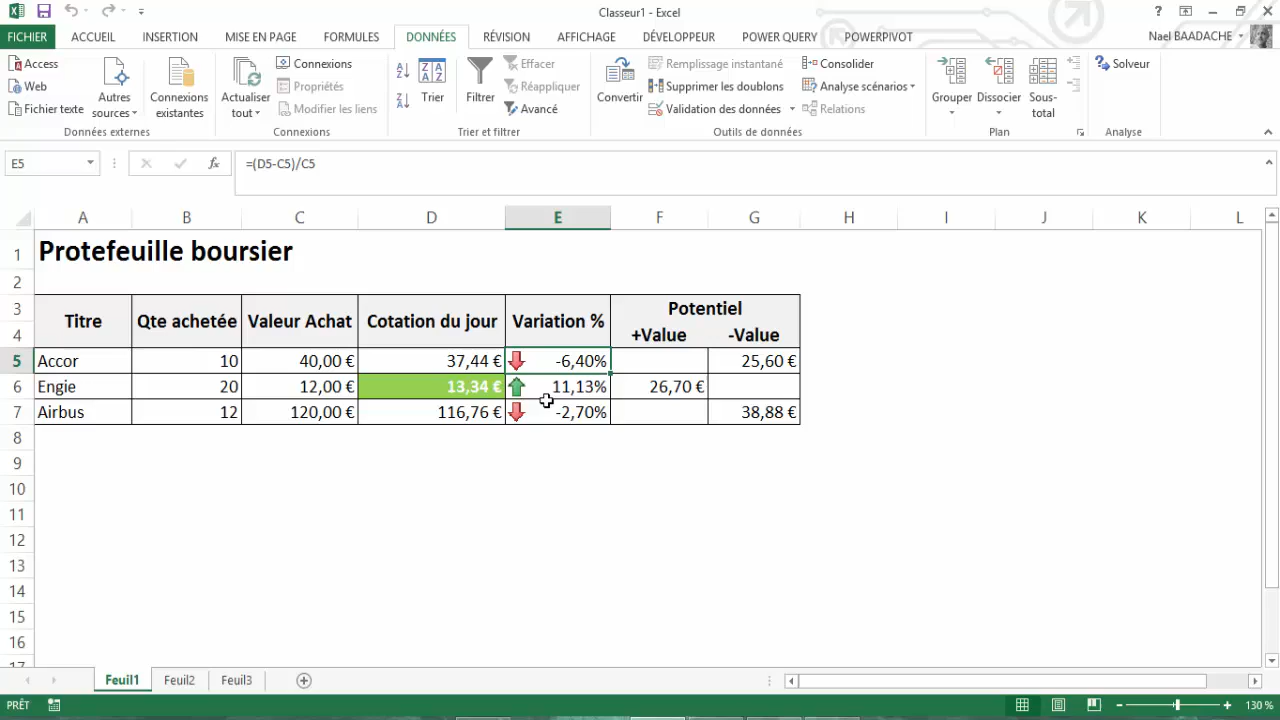 Classeur1 - Excel
?
FICHIER ACCUEIL INSERTION MISE EN PAGE FORMULES DONNÉES RÉVISION AFFICHAGE DÉVELOPPEUR POWER QUERY POWERPIVOT Nael BAADACHE
Access
Web
Fichier texte
Autres sources
Connexions existantes
Données externes
Actualiser tout
Connexions
Propriétés
Modifier les liens
Connexions
Trier
Filtrer
Effacer
Réappliquer
Avancé
Trier et filtrer
Convertir
Remplissage instantané
Supprimer les doublons
Validation des données
Consolider
Analyse scénarios
Relations
Outils de données
Grouper
Dissocier
Sous-total
Plan
Solveur
Analyse
E5 fx =(D5-C5)/C5
A B C D E F G H I J K L
1 Protefeuille boursier
2
3 Titre Qte achetée Valeur Achat Cotation du jour Variation % Potentiel
4 +Value -Value
5 Accor 10 40,00 € 37,44 € -6,40% 25,60 €
6 Engie 20 12,00 € 13,34 € 11,13% 26,70 €
7 Airbus 12 120,00 € 116,76 € -2,70% 38,88 €
8
9
10
11
12
13
14
15
16
17
Feuil1 Feuil2 Feuil3
PRÊT 130 %